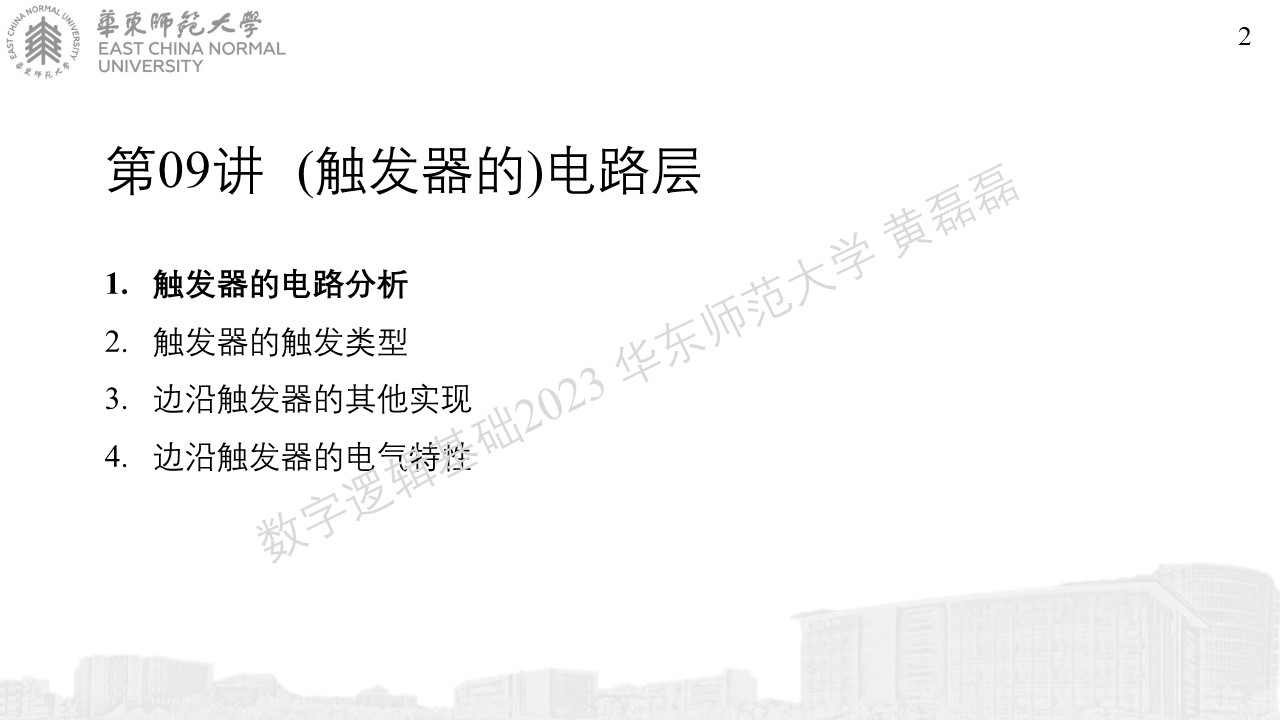 華東師範大學
EAST CHINA NORMAL
UNIVERSITY
EAST CHINA NORMAL UNIVERSITY
華東师范大学
2
第09讲 (触发器的)电路层
1. 触发器的电路分析
2. 触发器的触发类型
3. 边沿触发器的其他实现
4. 边沿触发器的电气特性
数字逻辑基础2023 华东师范大学 黄磊磊